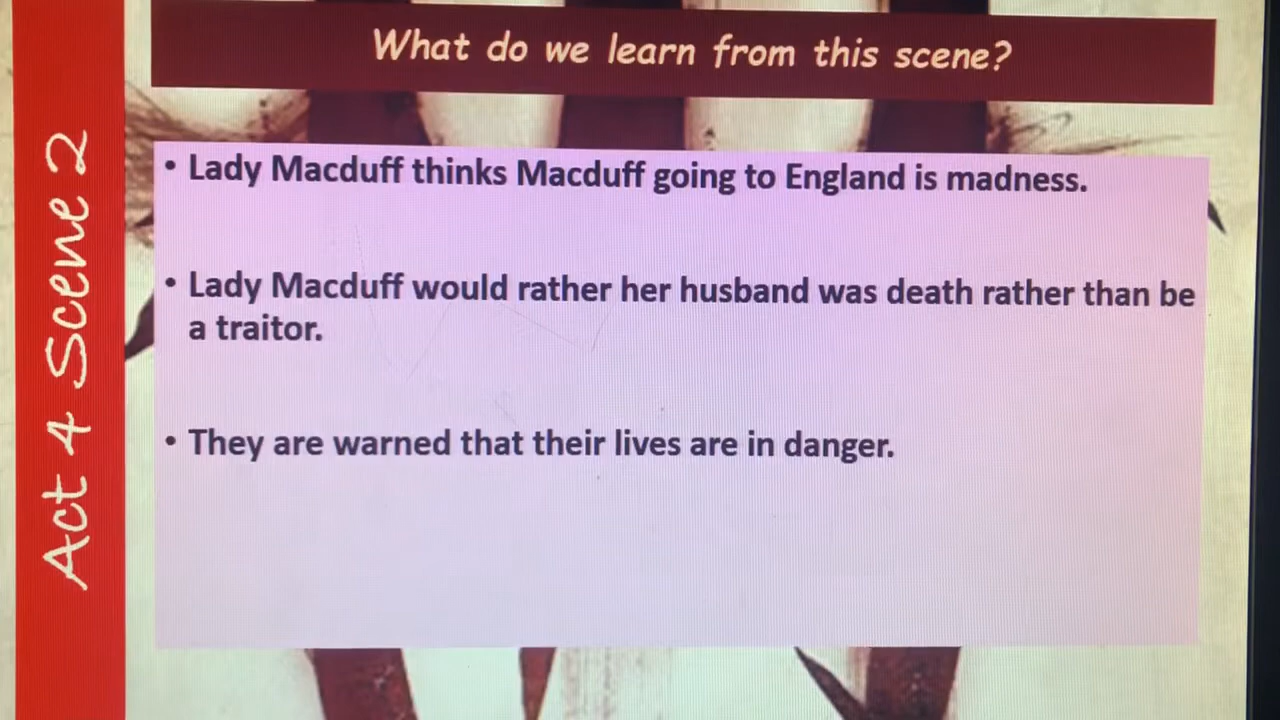 Act 4 Scene 2
What do we learn from this scene?
• Lady Macduff thinks Macduff going to England is madness.
• Lady Macduff would rather her husband was death rather than be
a traitor.
• They are warned that their lives are in danger.